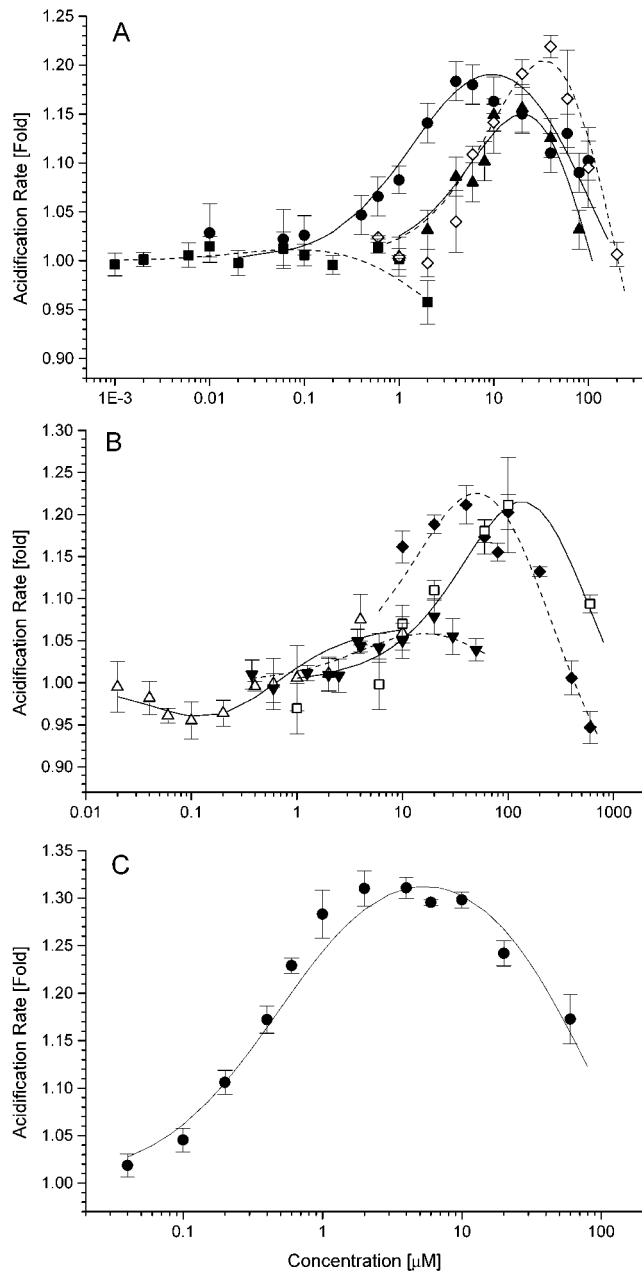 A
Acidification Rate [Fold]
1.25
1.20
1.15
1.10
1.05
1.00
0.95
0.90
1E-3 0.01 0.1 1 10 100
B
Acidification Rate [fold]
1.30
1.25
1.20
1.15
1.10
1.05
1.00
0.95
0.90
0.01 0.1 1 10 100 1000
C
Acidification Rate [Fold]
1.35
1.30
1.25
1.20
1.15
1.10
1.05
1.00
0.1 1 10 100
Concentration [µM]